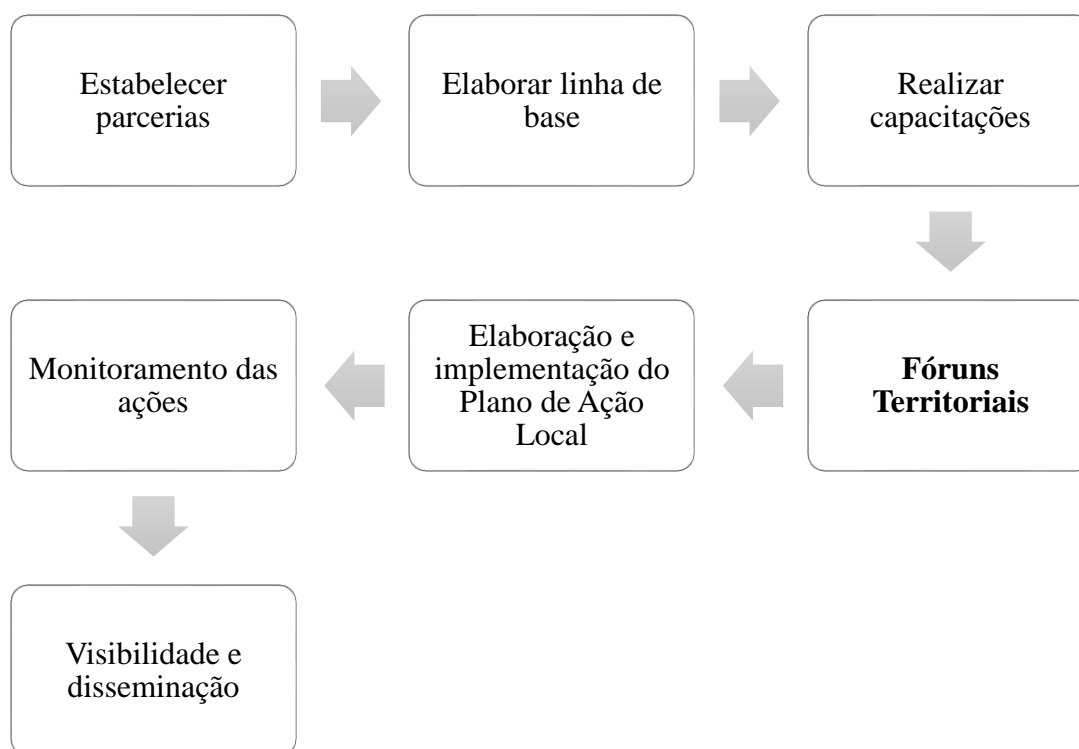 Estabelecer
parcerias
Elaborar linha de
base
Realizar
capacitações
Fóruns
Territoriais
Elaboração e
implementação do
Plano de Ação
Local
Monitoramento das
ações
Visibilidade e
disseminação